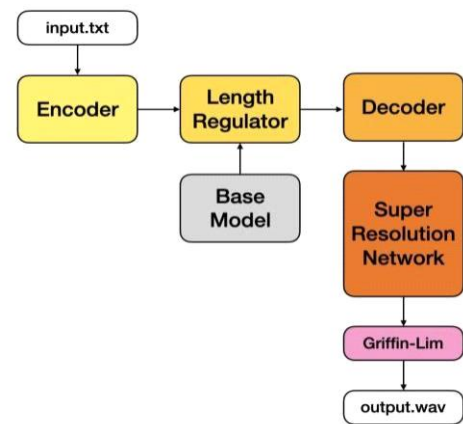 input.txt
Encoder
Length
Regulator
Decoder
Base
Model
Super
Resolution
Network
Griffin-Lim
output.wav